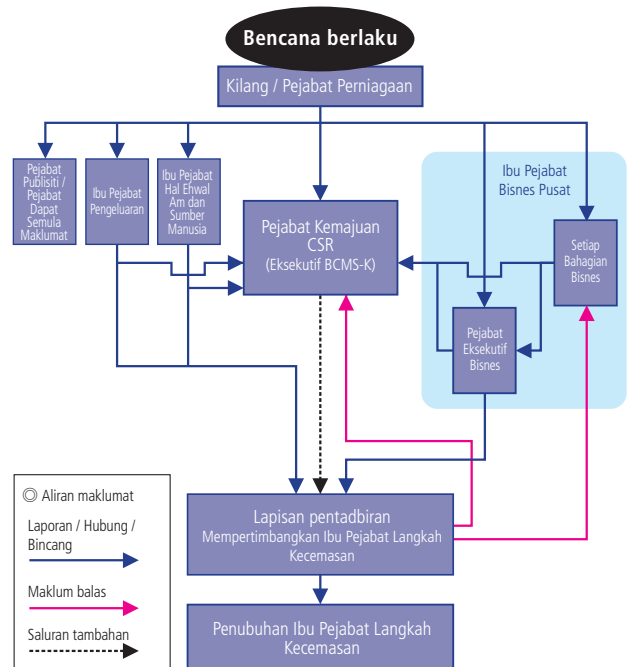 Bencana berlaku
Kilang / Pejabat Perniagaan
Pejabat
Publisiti /
Pejabat
Dapat
Semula
Maklumat
Ibu Pejabat
Pengeluaran
Ibu Pejabat
Hal Ehwal
Am dan
Sumber
Manusia
Pejabat Kemajuan
CSR
(Eksekutif BCMS-K)
Ibu Pejabat
Bisnes Pusat
Setiap
Bahagian
Bisnes
Pejabat
Eksekutif
Bisnes
Lapisan pentadbiran
Mempertimbangkan Ibu Pejabat Langkah
Kecemasan
Penubuhan Ibu Pejabat Langkah
Kecemasan
◎ Aliran maklumat
Laporan / Hubung /
Bincang
Maklum balas
Saluran tambahan